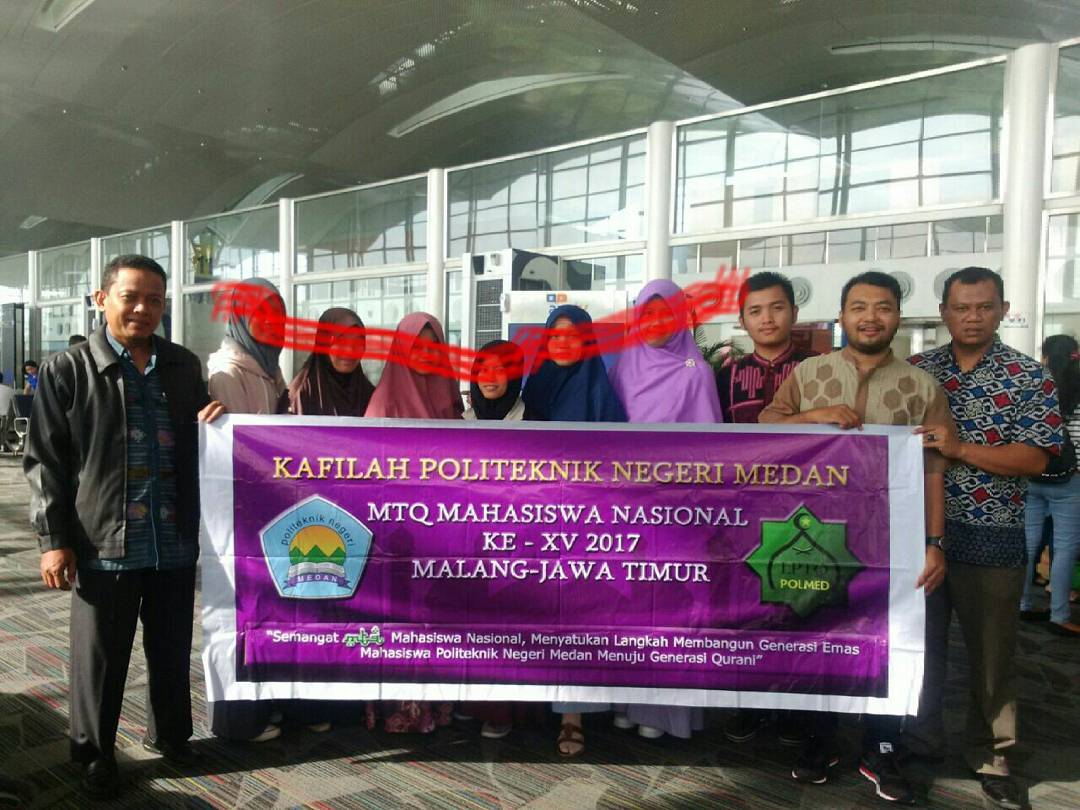 KAFILAH POLITEKNIK NEGERI MEDAN
MTQ MAHASISWA NASIONAL
KE - XV 2017
MALANG-JAWA TIMUR
politeknik negeri
MEDAN
LPTQ
POLMED
"Semangat Mahasiswa Nasional, Menyatukan Langkah Membangun Generasi Emas
Mahasiswa Politeknik Negeri Medan Menuju Generasi Qurani"